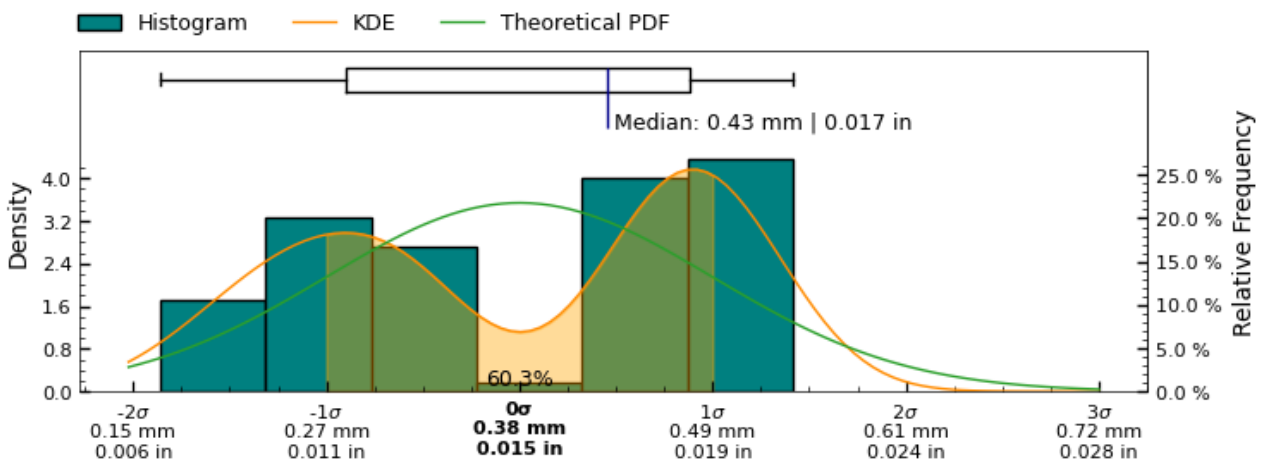 Histogram KDE Theoretical PDF
Median: 0.43 mm | 0.017 in
Density
4.0
3.2
2.4
1.6
0.8
0.0
Relative Frequency
25.0 %
20.0 %
15.0 %
10.0 %
5.0 %
0.0 %
60.3%
-2σ -1σ 0σ 1σ 2σ 3σ
0.15 mm 0.27 mm 0.38 mm 0.49 mm 0.61 mm 0.72 mm
0.006 in 0.011 in 0.015 in 0.019 in 0.024 in 0.028 in